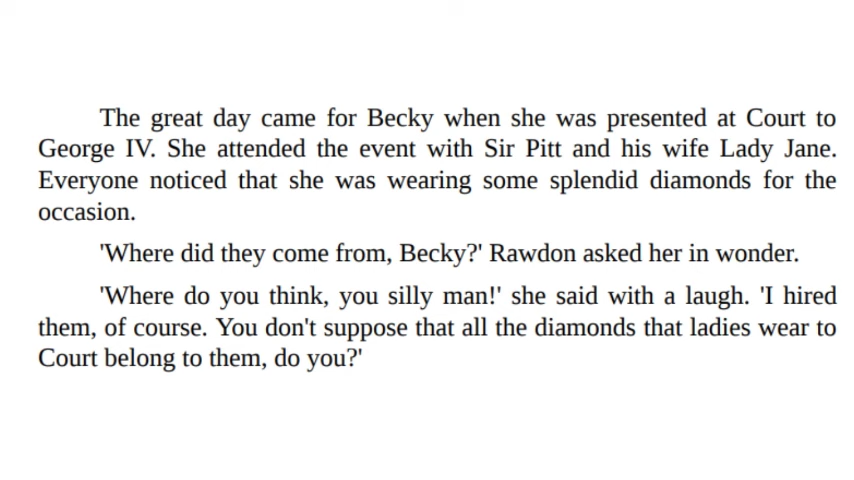 The great day came for Becky when she was presented at Court to
George IV. She attended the event with Sir Pitt and his wife Lady Jane.
Everyone noticed that she was wearing some splendid diamonds for the
occasion.
'Where did they come from, Becky?' Rawdon asked her in wonder.
'Where do you think, you silly man!' she said with a laugh. 'I hired
them, of course. You don't suppose that all the diamonds that ladies wear to
Court belong to them, do you?'